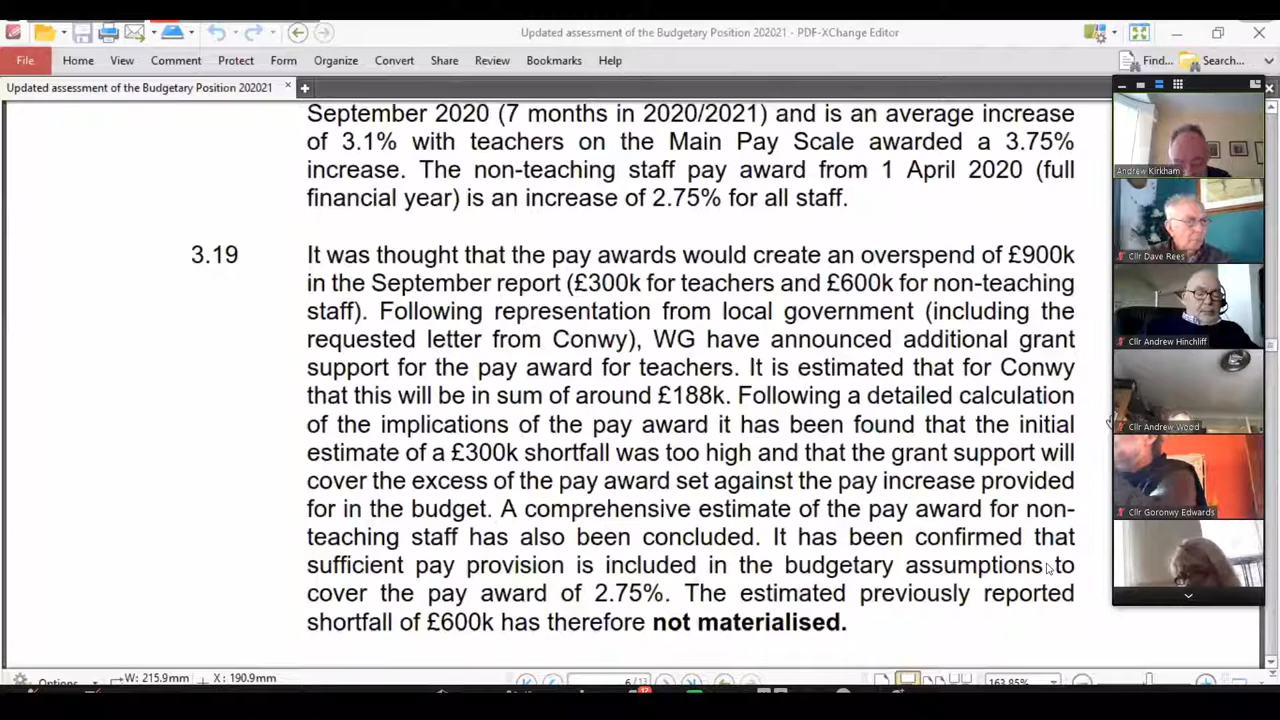 Updated assessment of the Budgetary Position 202021 - PDF-XChange Editor
File Home View Comment Protect Form Organize Convert Share Review Bookmarks Help Find... Search...
Updated assessment of the Budgetary Position 202021
September 2020 (7 months in 2020/2021) and is an average increase
of 3.1% with teachers on the Main Pay Scale awarded a 3.75%
increase. The non-teaching staff pay award from 1 April 2020 (full
financial year) is an increase of 2.75% for all staff.
3.19 It was thought that the pay awards would create an overspend of £900k
in the September report (£300k for teachers and £600k for non-teaching
staff). Following representation from local government (including the
requested letter from Conwy), WG have announced additional grant
support for the pay award for teachers. It is estimated that for Conwy
that this will be in sum of around £188k. Following a detailed calculation
of the implications of the pay award it has been found that the initial
estimate of a £300k shortfall was too high and that the grant support will
cover the excess of the pay award set against the pay increase provided
for in the budget. A comprehensive estimate of the pay award for non-
teaching staff has also been concluded. It has been confirmed that
sufficient pay provision is included in the budgetary assumptions to
cover the pay award of 2.75%. The estimated previously reported
shortfall of £600k has therefore not materialised.
Andrew Kirkham
Cllr Dave Rees
Cllr Andrew Hinchliff
Cllr Andrew Wood
Cllr Goronwy Edwards
Options W: 215.9mm X: 190.9mm 6/13 163.85%